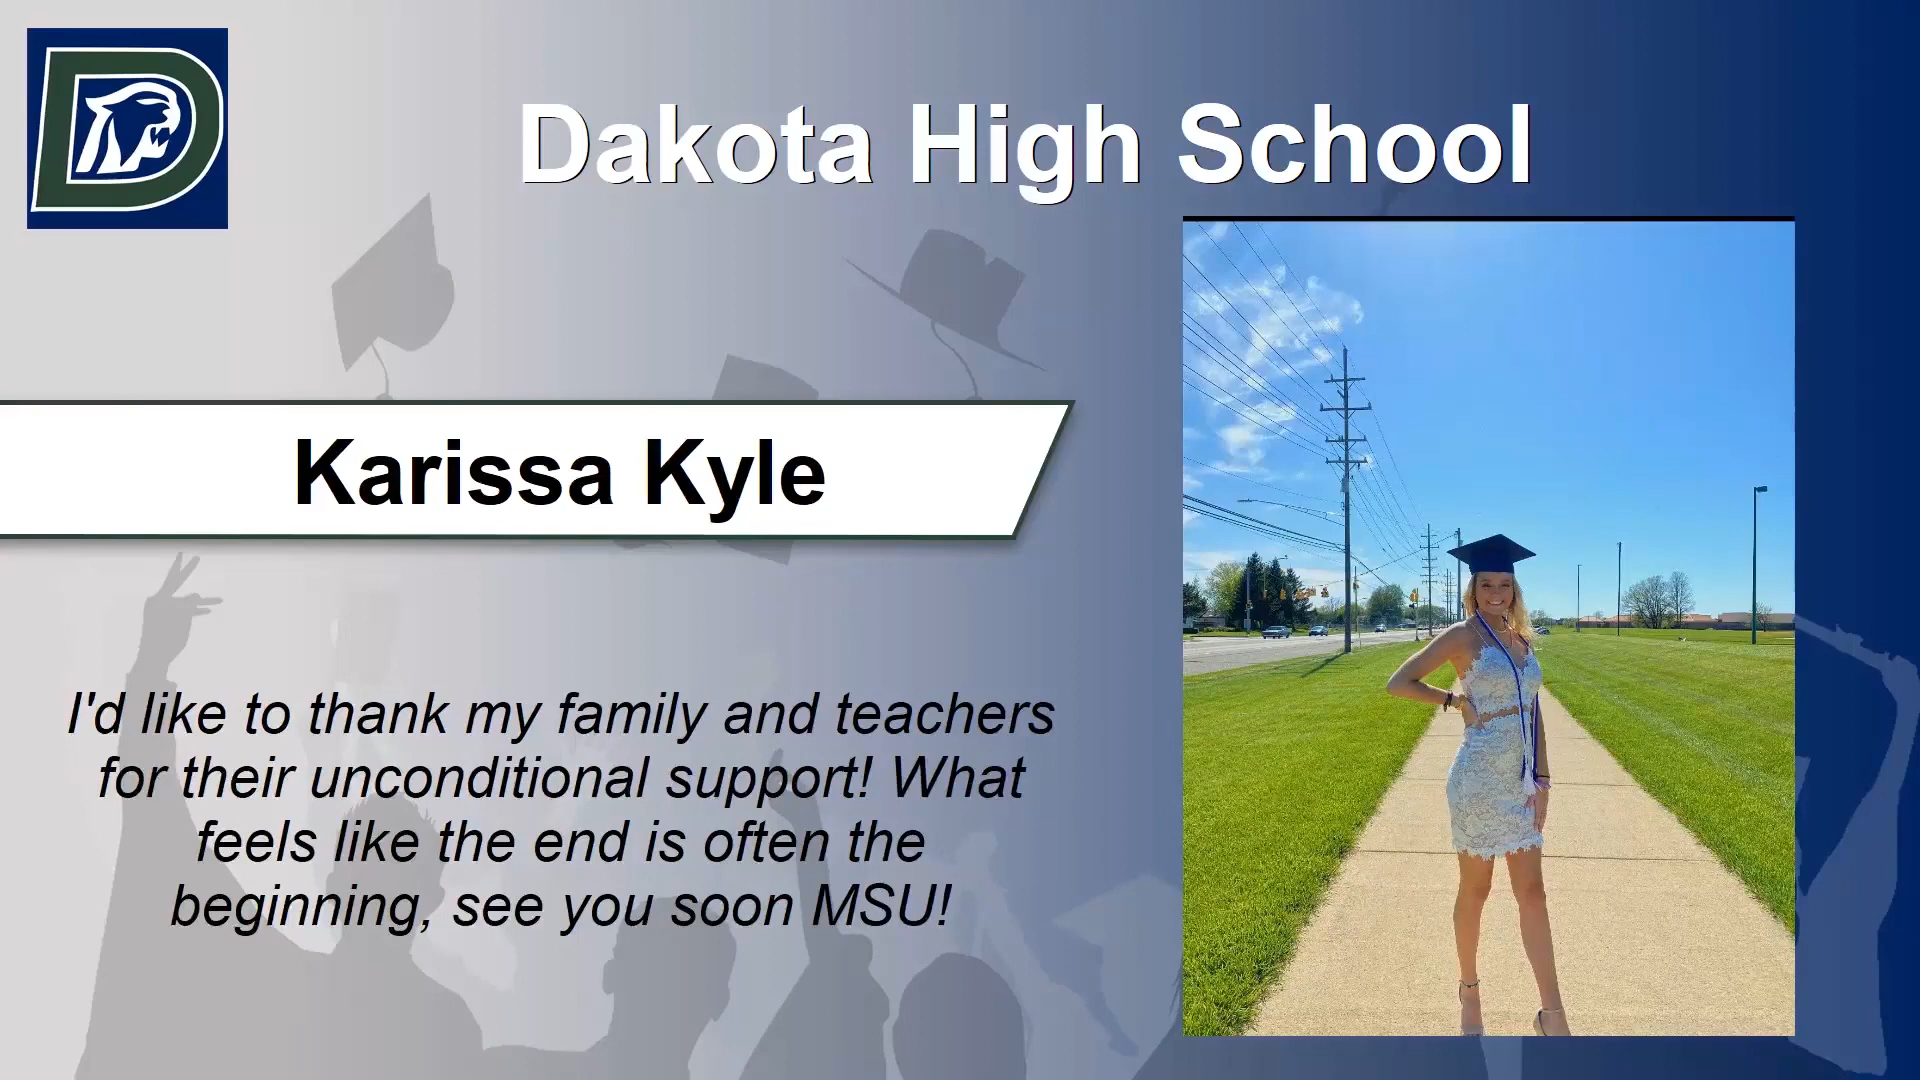 D
Dakota High School
Karissa Kyle
I'd like to thank my family and teachers
for their unconditional support! What
feels like the end is often the
beginning, see you soon MSU!